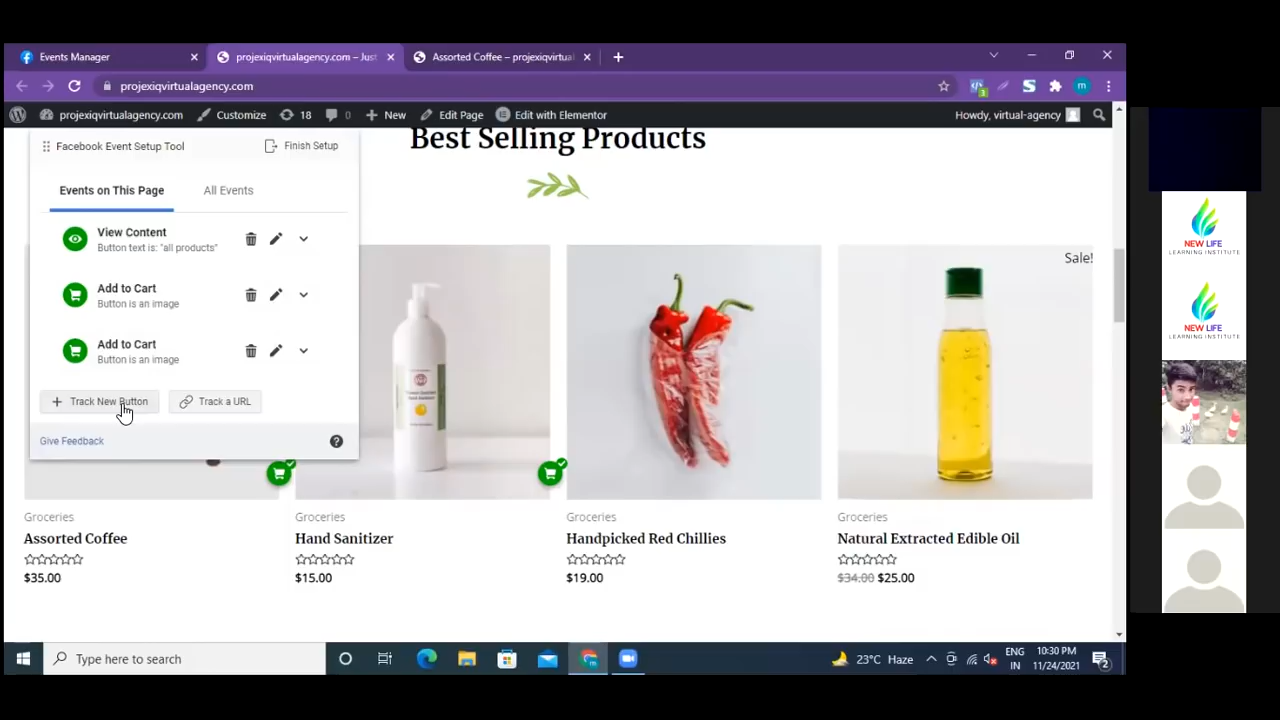 Events Manager
projexiqvirtualagency.com – Just
Assorted Coffee – projexiqvirtual
projexiqvirtualagency.com
3
m
projexiqvirtualagency.com
Customize
18
0
New
Edit Page
Edit with Elementor
Howdy, virtual-agency
Best Selling Products
Facebook Event Setup Tool
Finish Setup
Events on This Page
All Events
View Content
Button text is: "all products"
Add to Cart
Button is an image
Add to Cart
Button is an image
Track New Button
Track a URL
Give Feedback
Sale!
Groceries
Assorted Coffee
$35.00
Groceries
Hand Sanitizer
$15.00
Groceries
Handpicked Red Chillies
$19.00
Groceries
Natural Extracted Edible Oil
$34.00 $25.00
NEW LIFE
LEARNING INSTITUTE
NEW LIFE
LEARNING INSTITUTE
Type here to search
23°C Haze
ENG
IN
10:30 PM
11/24/2021
2